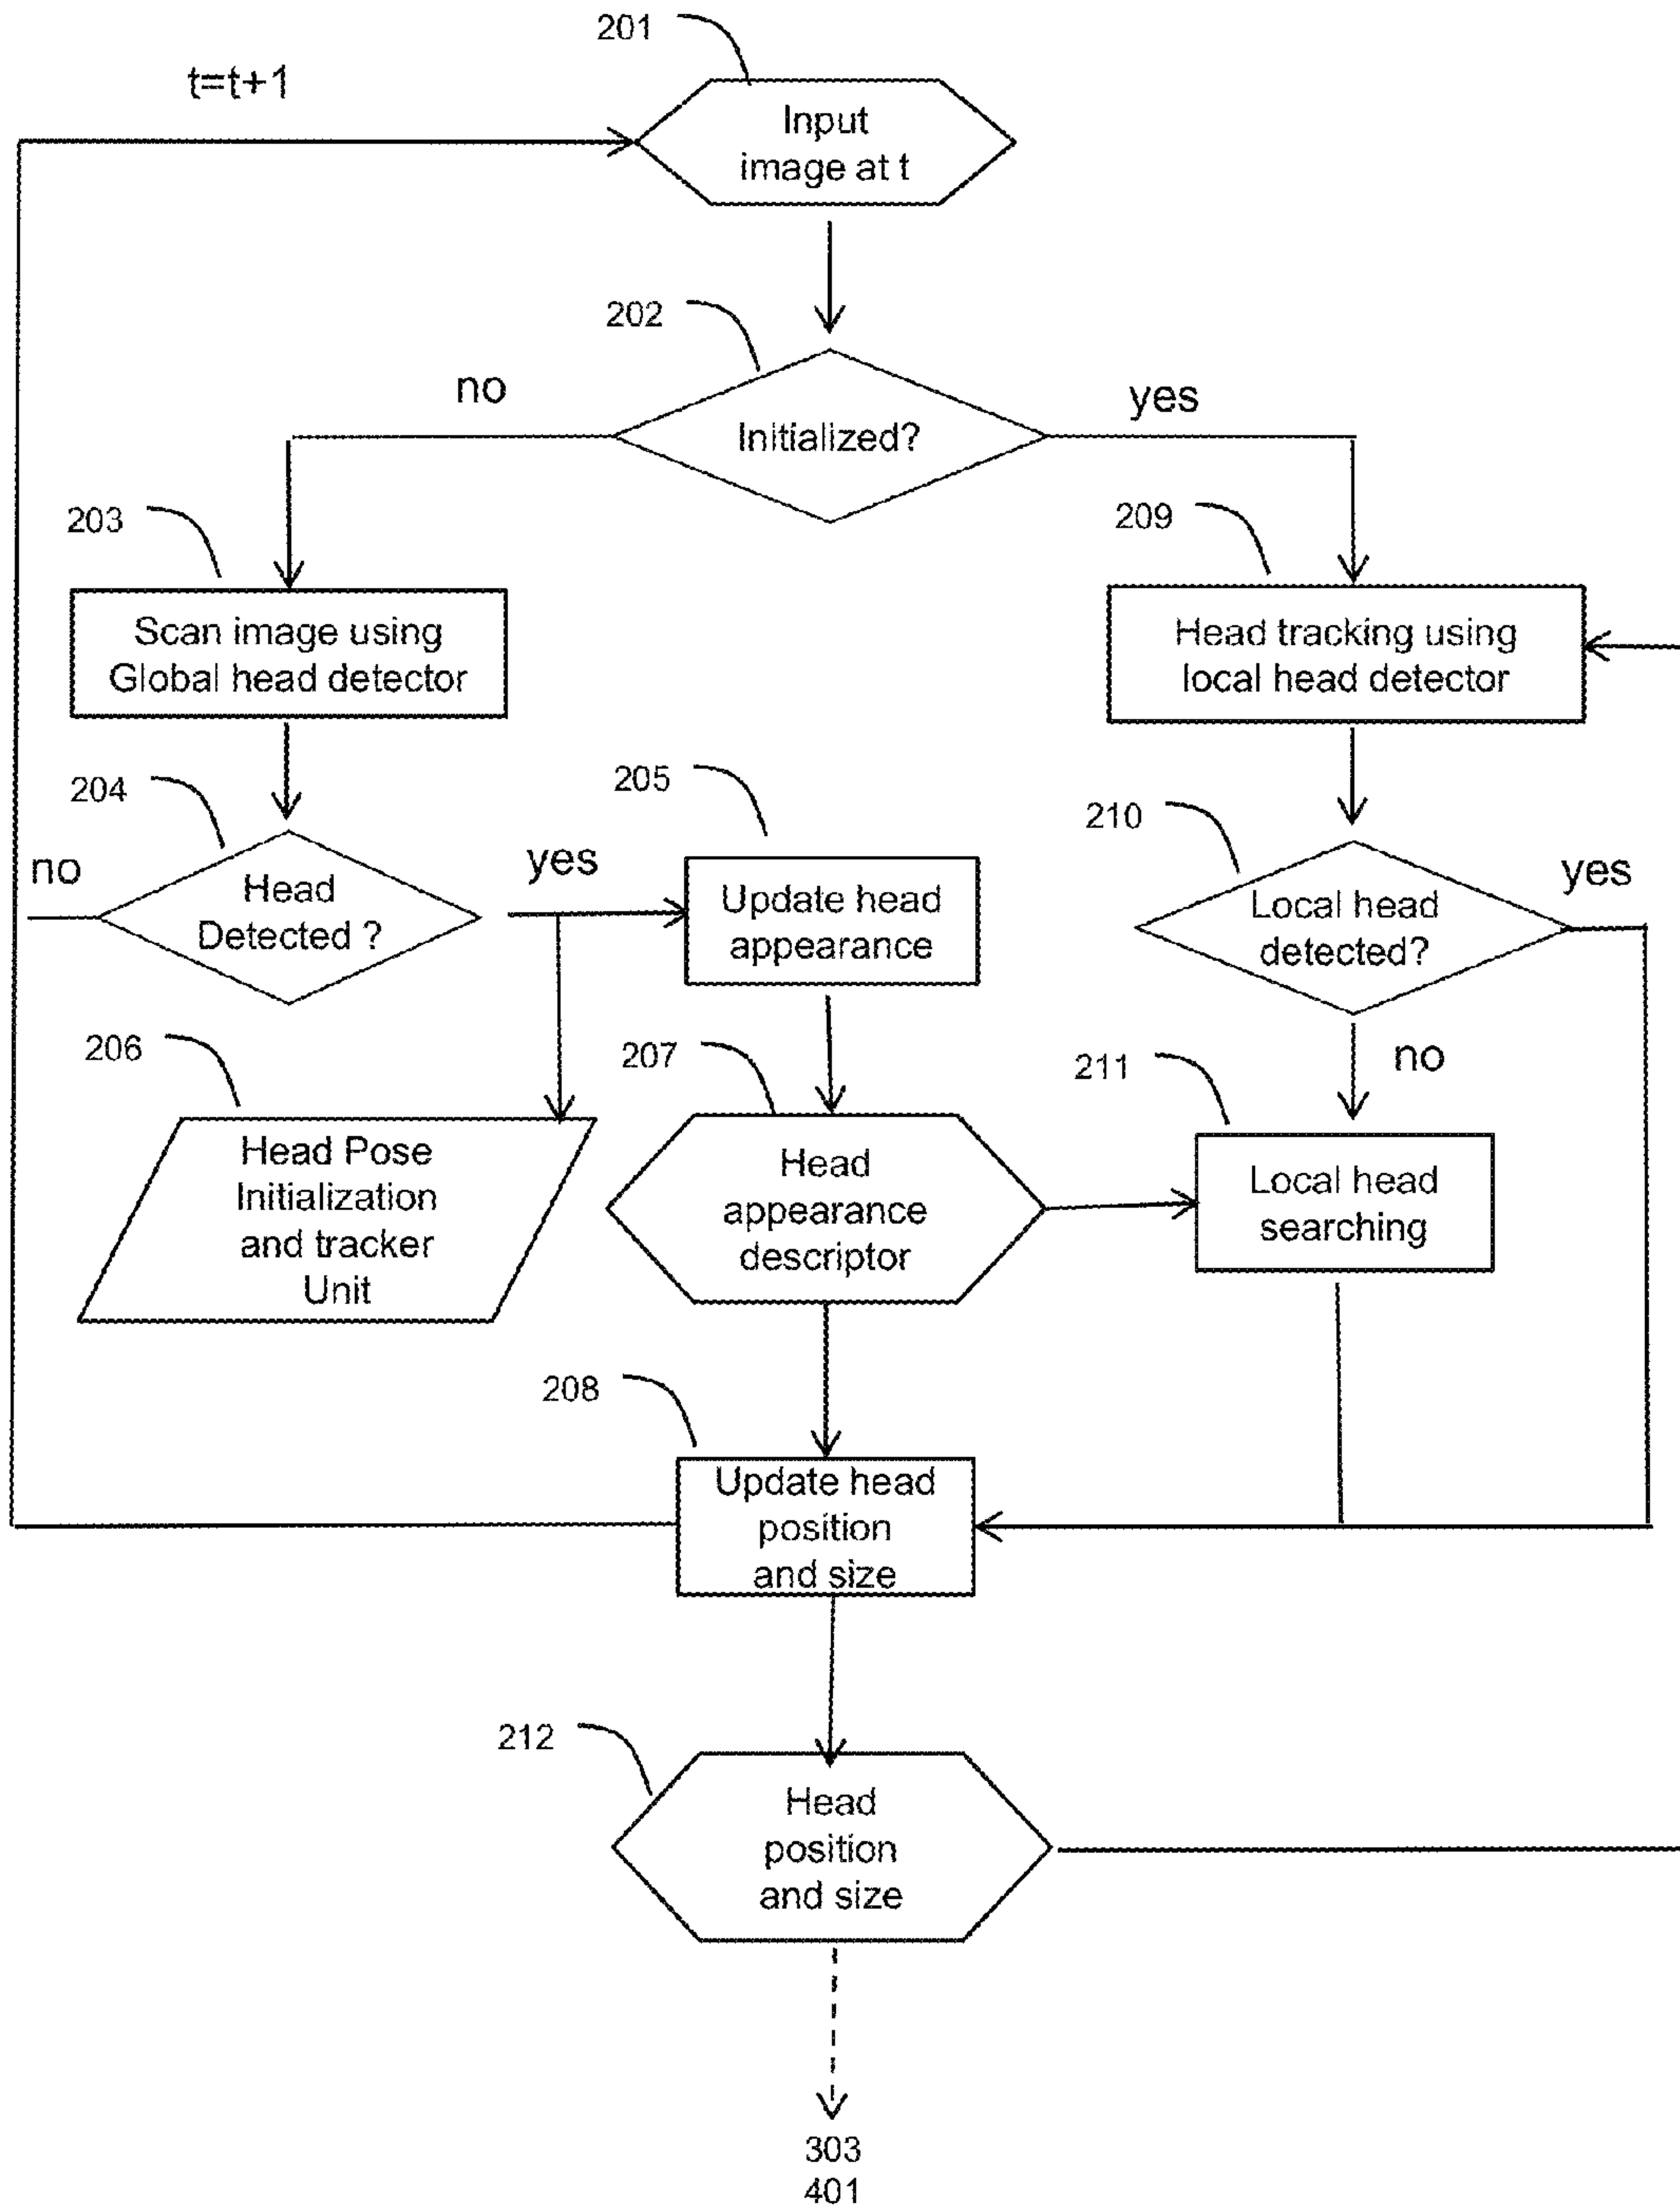 201
t=t+1
Input
image at t
202
no
yes
Initialized?
203
209
Scan image using
Global head detector
Head tracking using
local head detector
204
205
210
no
yes
yes
Head
Detected ?
Update head
appearance
Local head
detected?
206
207
211
no
Head Pose
Initialization
and tracker
Unit
Head
appearance
descriptor
Local head
searching
208
Update head
position
and size
212
Head
position
and size
303
401